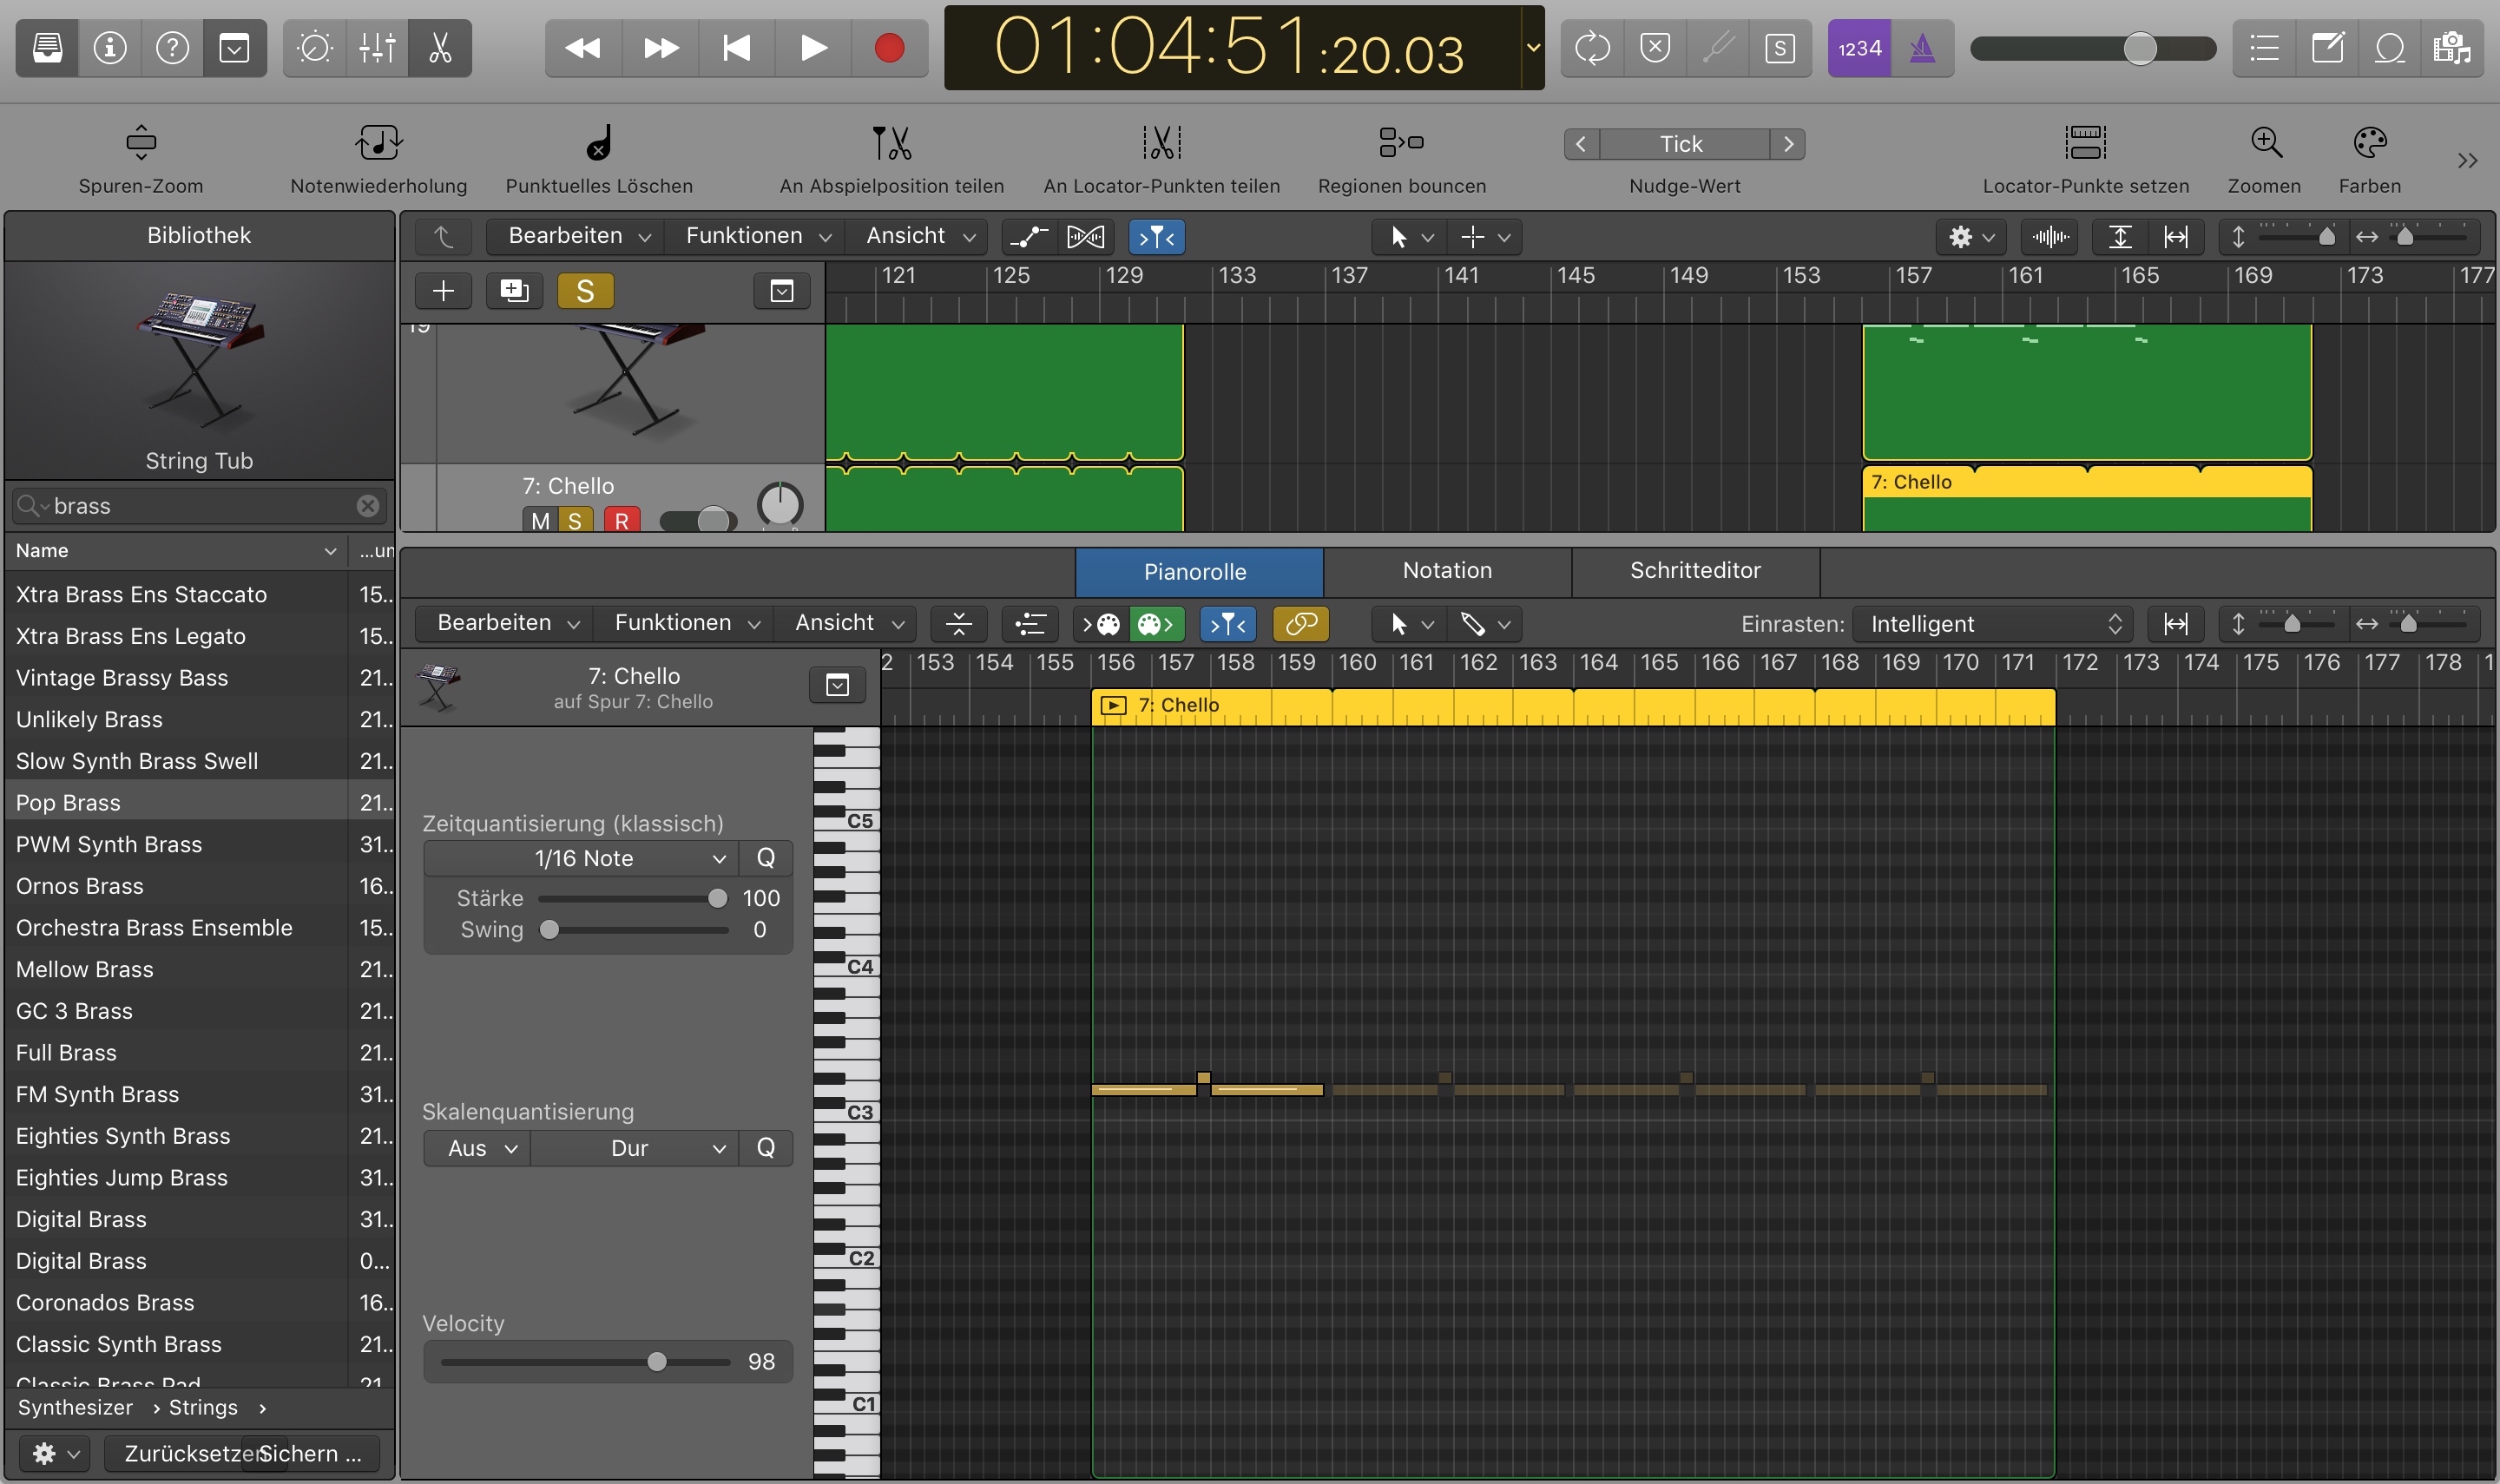 01:04:51:20.03
S
1234
Tick
Spuren-Zoom
Notenwiederholung
Punktuelles Löschen
An Abspielposition teilen
An Locator-Punkten teilen
Regionen bouncen
Nudge-Wert
Locator-Punkte setzen
Zoomen
Farben
Bibliothek
String Tub
brass
Name
...un
Xtra Brass Ens Staccato 15..
Xtra Brass Ens Legato 15..
Vintage Brassy Bass 21..
Unlikely Brass 21..
Slow Synth Brass Swell 21..
Pop Brass 21..
PWM Synth Brass 31..
Ornos Brass 16..
Orchestra Brass Ensemble 15..
Mellow Brass 21..
GC 3 Brass 21..
Full Brass 21..
FM Synth Brass 31..
Eighties Synth Brass 21..
Eighties Jump Brass 31..
Digital Brass 31..
Digital Brass 0...
Coronados Brass 16..
Classic Synth Brass 21..
Classic Brass Pad 21
Synthesizer › Strings ›
Zurücksetzen Sichern ...
Bearbeiten Funktionen Ansicht
S
121 125 129 133 137 141 145 149 153 157 161 165 169 173 177
19
7: Chello
M S R
7: Chello
Pianorolle Notation Schritteditor
Bearbeiten Funktionen Ansicht
Einrasten: Intelligent
7: Chello
auf Spur 7: Chello
2 153 154 155 156 157 158 159 160 161 162 163 164 165 166 167 168 169 170 171 172 173 174 175 176 177 178 1
7: Chello
Zeitquantisierung (klassisch)
1/16 Note Q
Stärke 100
Swing 0
Skalenquantisierung
Aus Dur Q
Velocity
98
C5
C4
C3
C2
C1